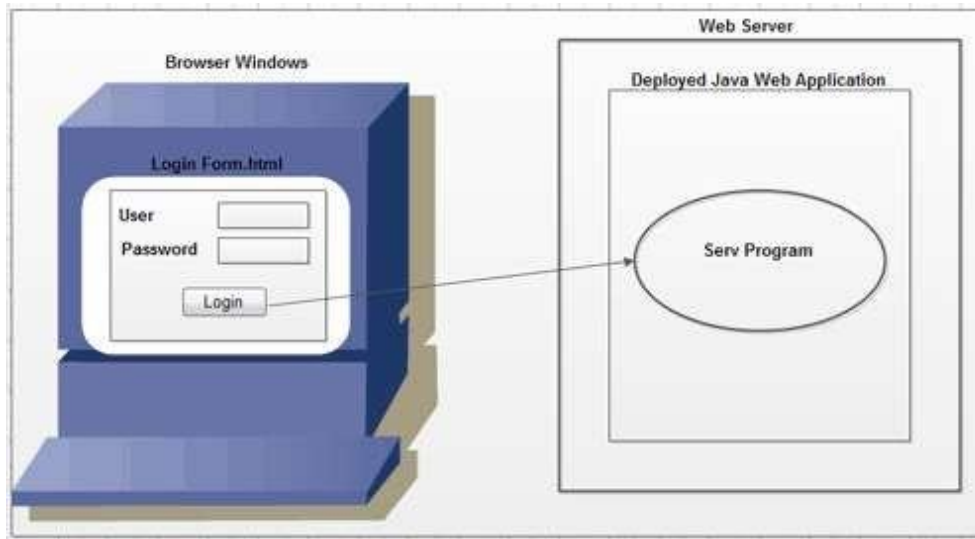 Web Server
Browser Windows
Deployed Java Web Application
Login Form.html
User
Password
Serv Program
Login